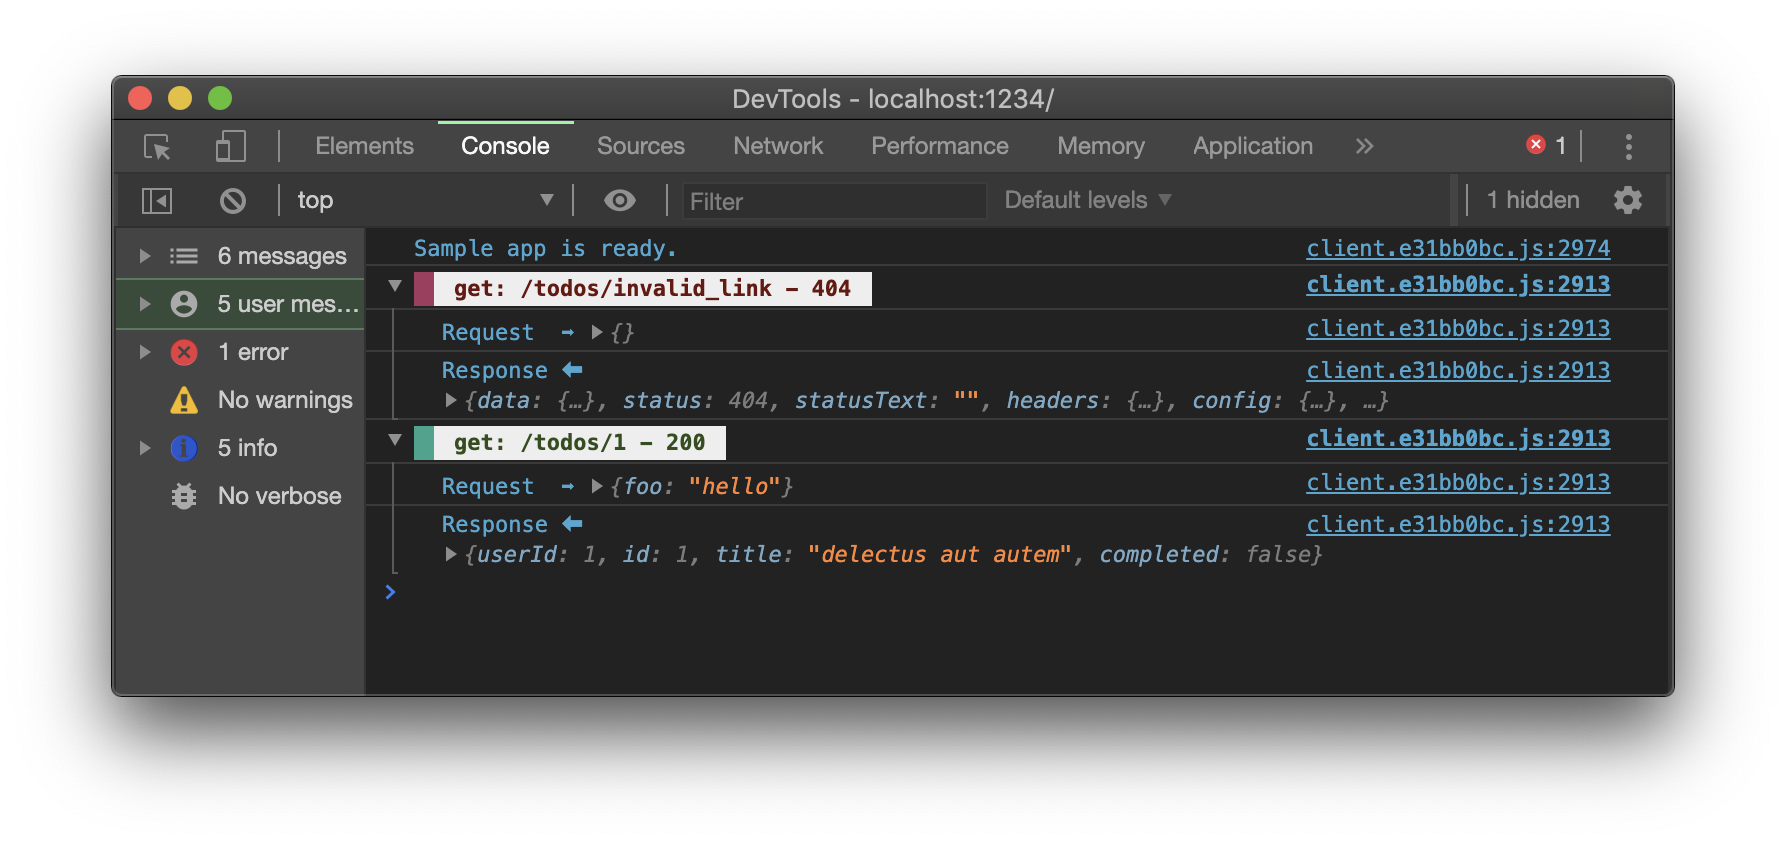 DevTools - localhost:1234/
Elements Console Sources Network Performance Memory Application » 1
top Filter Default levels 1 hidden
6 messages
5 user mes…
1 error
No warnings
5 info
No verbose
Sample app is ready. client.e31bb0bc.js:2974
get: /todos/invalid_link – 404 client.e31bb0bc.js:2913
Request ➡ {} client.e31bb0bc.js:2913
Response ⬅ client.e31bb0bc.js:2913
{data: {…}, status: 404, statusText: "", headers: {…}, config: {…}, …}
get: /todos/1 – 200 client.e31bb0bc.js:2913
Request ➡ {foo: "hello"} client.e31bb0bc.js:2913
Response ⬅ client.e31bb0bc.js:2913
{userId: 1, id: 1, title: "delectus aut autem", completed: false}